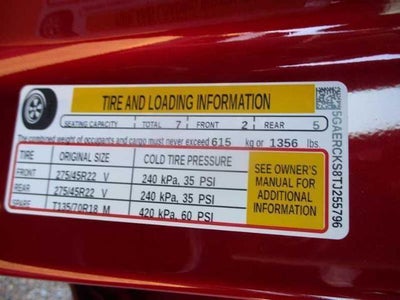 TIRE AND LOADING INFORMATION
SEATING CAPACITY TOTAL 7 FRONT 2 REAR 5
The combined weight of occupants and cargo must never exceed 615 kg or 1356 lbs
TIRE ORIGINAL SIZE COLD TIRE PRESSURE
FRONT 275/45R22 V 240 kPa, 35 PSI
REAR 275/45R22 V 240 kPa, 35 PSI
SPARE T135/70R18 M 420 kPa, 60 PSI
SEE OWNER'S
MANUAL FOR
ADDITIONAL
INFORMATION
5GAERCKS8TJ255796